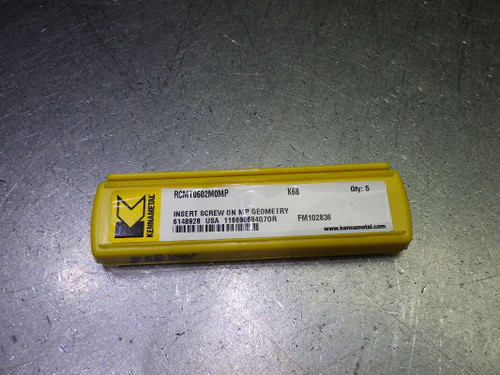 KENNAMETAL
RCMT0602M0MP K68 Qty: 5
INSERT SCREW ON MP GEOMETRY
6148928 USA FM102836
www.kennametal.com